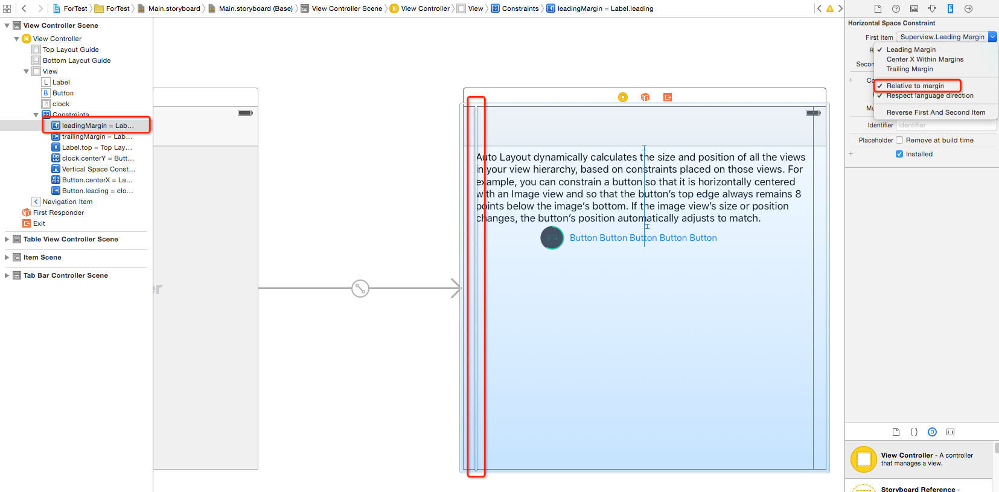 ForTest
ForTest
Main.storyboard
Main.storyboard (Base)
View Controller Scene
View Controller
View
Constraints
leadingMargin = Label.leading
View Controller Scene
View Controller
Top Layout Guide
Bottom Layout Guide
View
L Label
B Button
clock
Constraints
leadingMargin = Lab...
trailingMargin = Lab...
Label.top = Top Lay...
clock.centerY = Butt...
Vertical Space Const...
Button.centerX = La...
Button.leading = clo...
Navigation Item
First Responder
Exit
Table View Controller Scene
Item Scene
Tab Bar Controller Scene
Auto Layout dynamically calculates the size and position of all the views
in your view hierarchy, based on constraints placed on those views. For
example, you can constrain a button so that it is horizontally centered
with an Image view and so that the button’s top edge always remains 8
points below the image’s bottom. If the image view’s size or position
changes, the button’s position automatically adjusts to match.
Button Button Button Button Button
Horizontal Space Constraint
First Item
Superview.Leading Margin
Leading Margin
Center X Within Margins
Trailing Margin
Relative to margin
Respect language direction
Reverse First And Second Item
Identifier
Identifier
Placeholder
Remove at build time
Installed
View Controller - A controller
that manages a view.
Storyboard Reference -